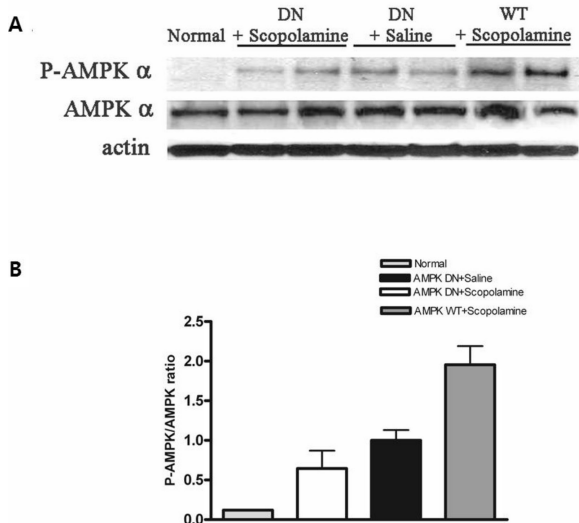 A
DN DN WT
Normal + Scopolamine + Saline + Scopolamine
P-AMPK α
AMPK α
actin
B
Normal
AMPK DN+Saline
AMPK DN+Scopolamine
AMPK WT+Scopolamine
P-AMPK/AMPK ratio
2.5
2.0
1.5
1.0
0.5
0.0